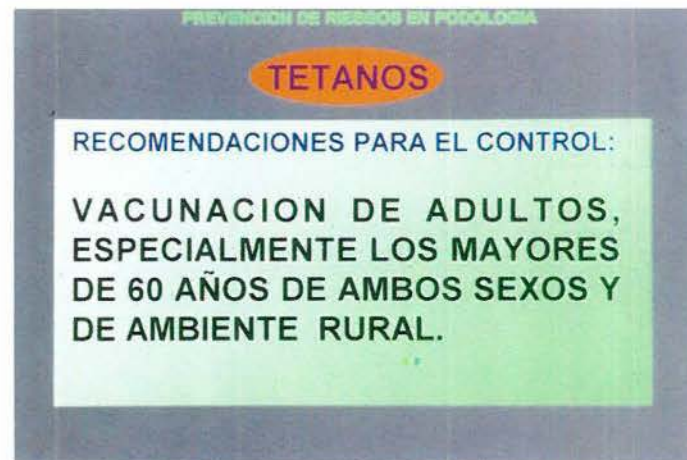 PREVENCION DE RIESGOS EN PODOLOGIA
TETANOS
RECOMENDACIONES PARA EL CONTROL:
VACUNACION DE ADULTOS,
ESPECIALMENTE LOS MAYORES
DE 60 AÑOS DE AMBOS SEXOS Y
DE AMBIENTE RURAL.